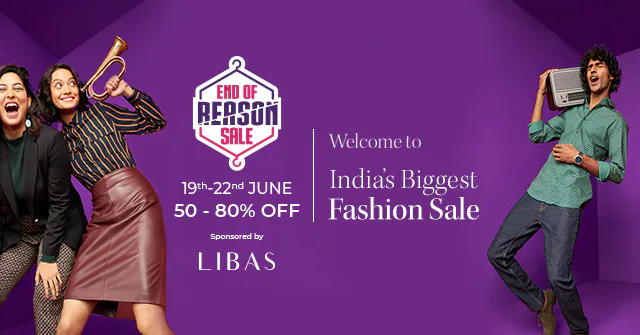 END OF
REASON
SALE
19th-22nd JUNE
50 - 80% OFF
Sponsored by
LIBAS
Welcome to
India's Biggest
Fashion Sale